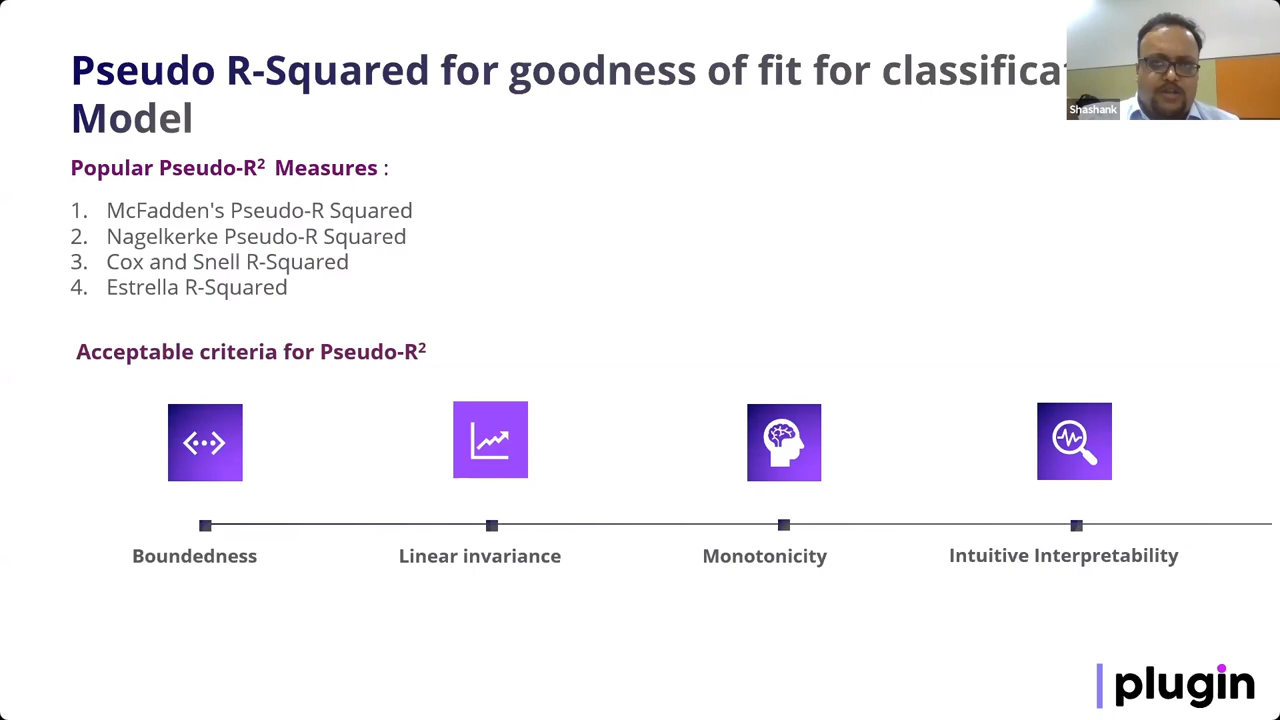 Pseudo R-Squared for goodness of fit for
Model
Shashank
Popular Pseudo-R² Measures :
1. McFadden's Pseudo-R Squared
2. Nagelkerke Pseudo-R Squared
3. Cox and Snell R-Squared
4. Estrella R-Squared
Acceptable criteria for Pseudo-R²
Boundedness
Linear invariance
Monotonicity
Intuitive Interpretability
plugin